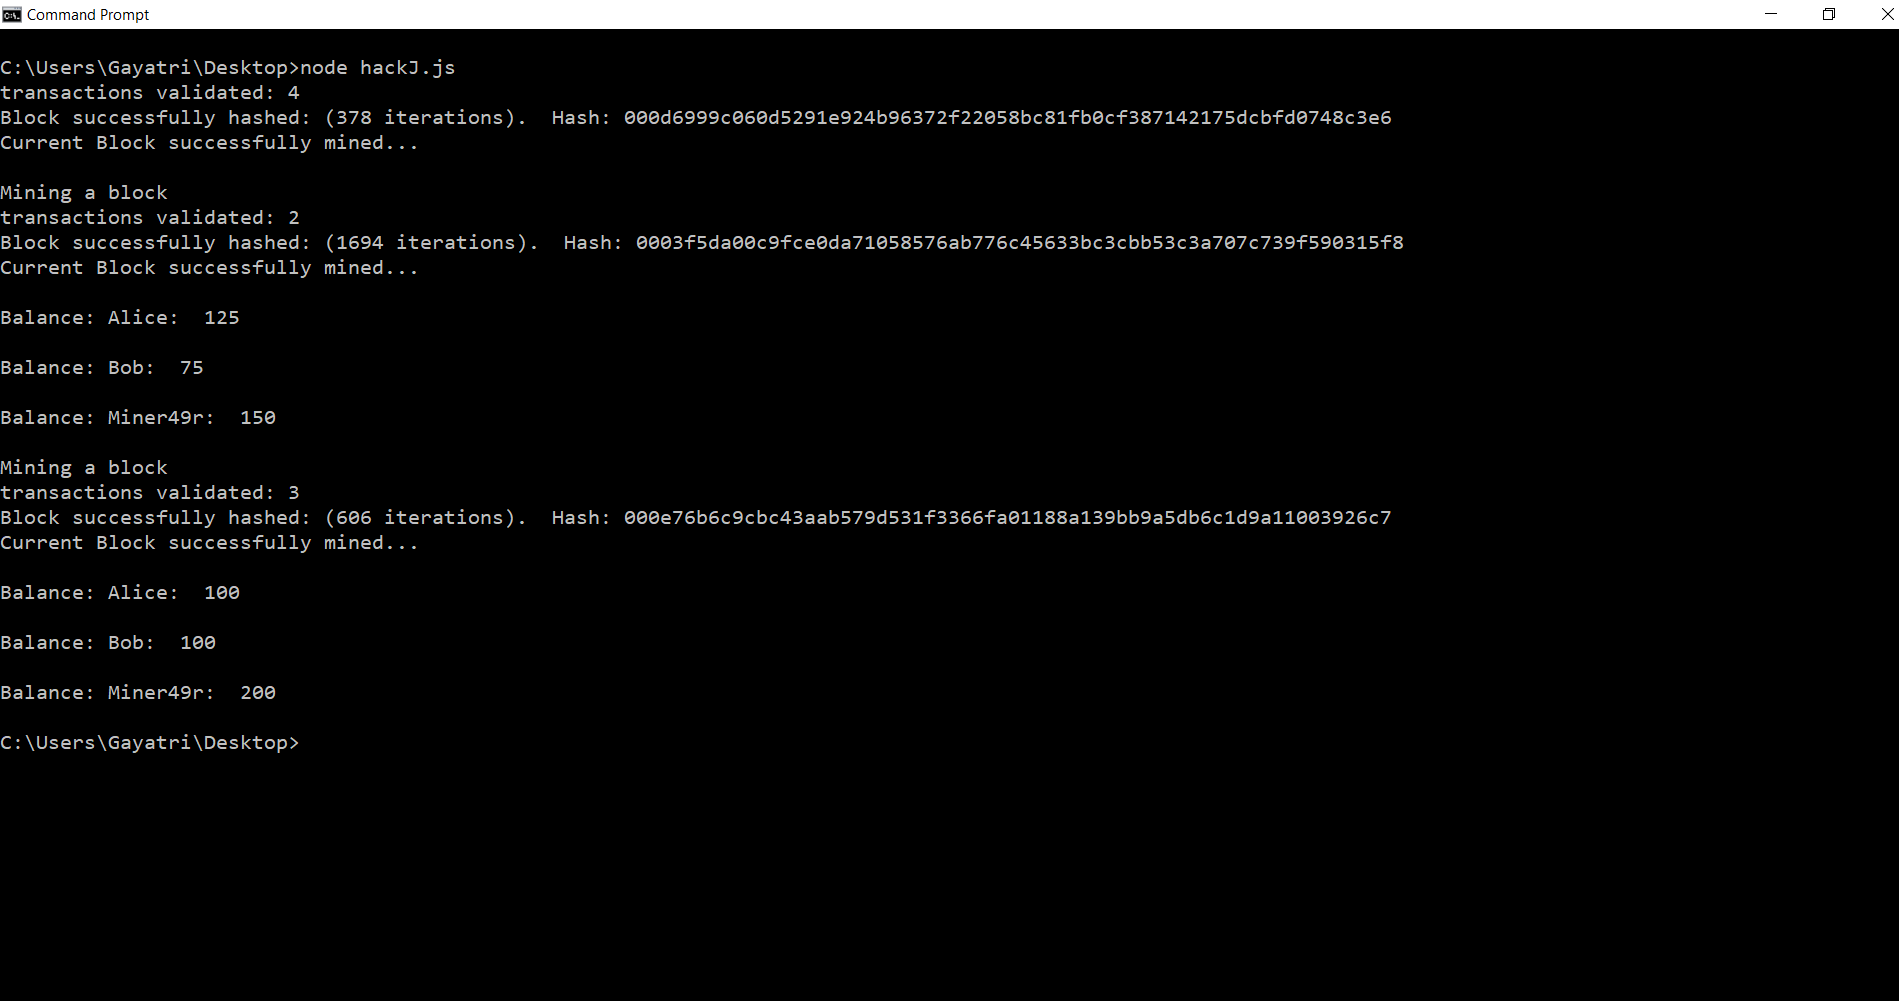 Command Prompt
C:\Users\Gayatri\Desktop>node hackJ.js
transactions validated: 4
Block successfully hashed: (378 iterations).  Hash: 000d6999c060d5291e924b96372f22058bc81fb0cf387142175dcbfd0748c3e6
Current Block successfully mined...
Mining a block
transactions validated: 2
Block successfully hashed: (1694 iterations).  Hash: 0003f5da00c9fce0da71058576ab776c45633bc3cbb53c3a707c739f590315f8
Current Block successfully mined...
Balance: Alice:  125
Balance: Bob:  75
Balance: Miner49r:  150
Mining a block
transactions validated: 3
Block successfully hashed: (606 iterations).  Hash: 000e76b6c9cbc43aab579d531f3366fa01188a139bb9a5db6c1d9a11003926c7
Current Block successfully mined...
Balance: Alice:  100
Balance: Bob:  100
Balance: Miner49r:  200
C:\Users\Gayatri\Desktop>